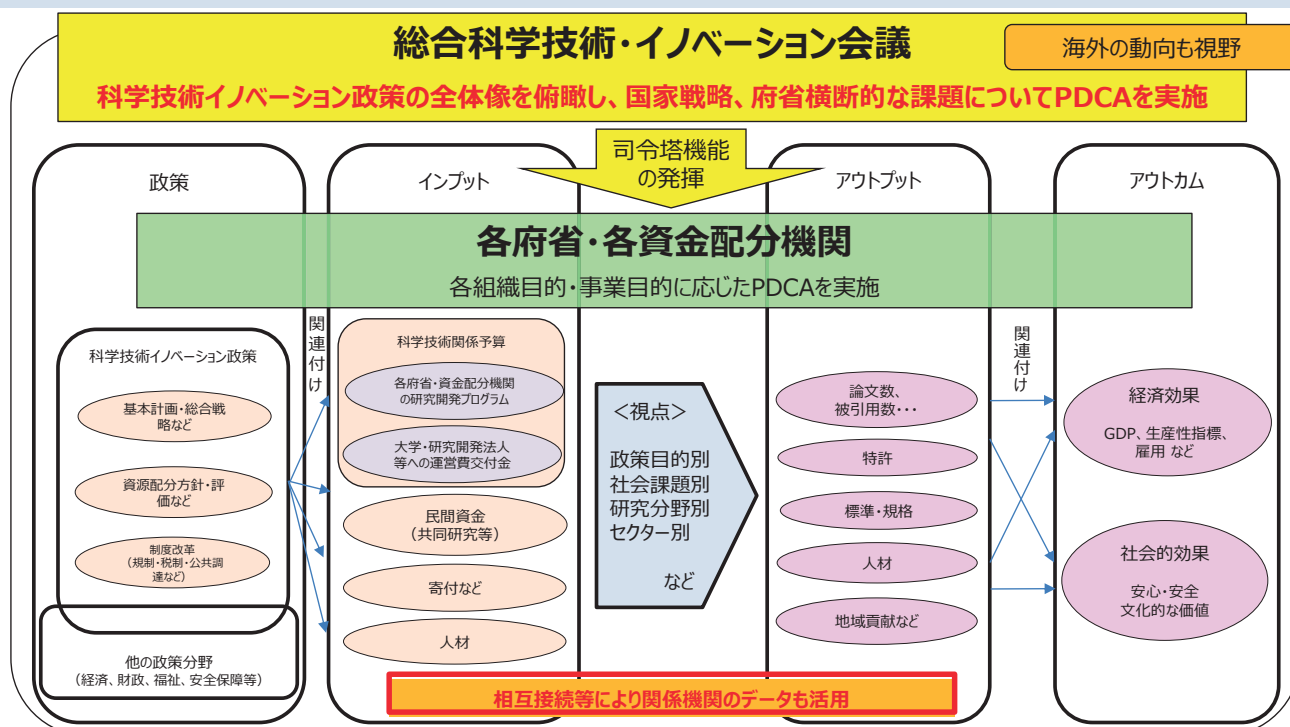 総合科学技術・イノベーション会議
海外の動向も視野
科学技術イノベーション政策の全体像を俯瞰し、国家戦略、府省横断的な課題についてPDCAを実施
司令塔機能
の発揮
政策
インプット
アウトプット
アウトカム
各府省・各資金配分機関
各組織目的・事業目的に応じたPDCAを実施
科学技術イノベーション政策
基本計画・総合戦
略など
資源配分方針・評
価など
制度改革
(規制・税制・公共調
達など)
他の政策分野
(経済、財政、福祉、安全保障等)
関連付け
科学技術関係予算
各府省・資金配分機関
の研究開発プログラム
大学・研究開発法人
等への運営費交付金
民間資金
(共同研究等)
寄付など
人材
<視点>
政策目的別
社会課題別
研究分野別
セクター別
など
論文数、
被引用数・・・
特許
標準・規格
人材
地域貢献など
関連付け
経済効果
GDP、生産性指標、
雇用 など
社会的効果
安心・安全
文化的な価値
相互接続等により関係機関のデータも活用